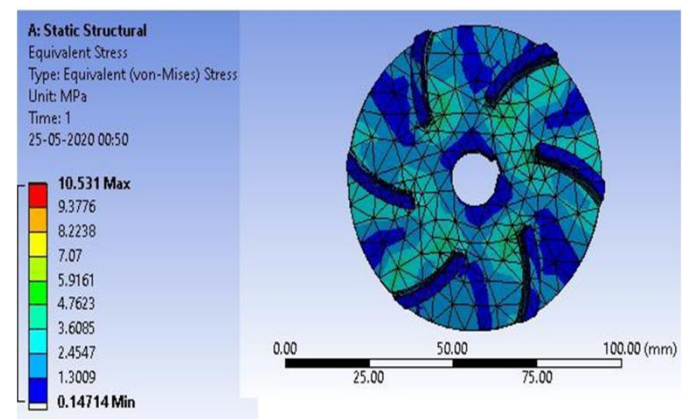 A: Static Structural
Equivalent Stress
Type: Equivalent (von-Mises) Stress
Unit: MPa
Time: 1
25-05-2020 00:50
10.531 Max
9.3776
8.2238
7.07
5.9161
4.7623
3.6085
2.4547
1.3009
0.14714 Min
0.00 50.00 100.00 (mm)
25.00 75.00